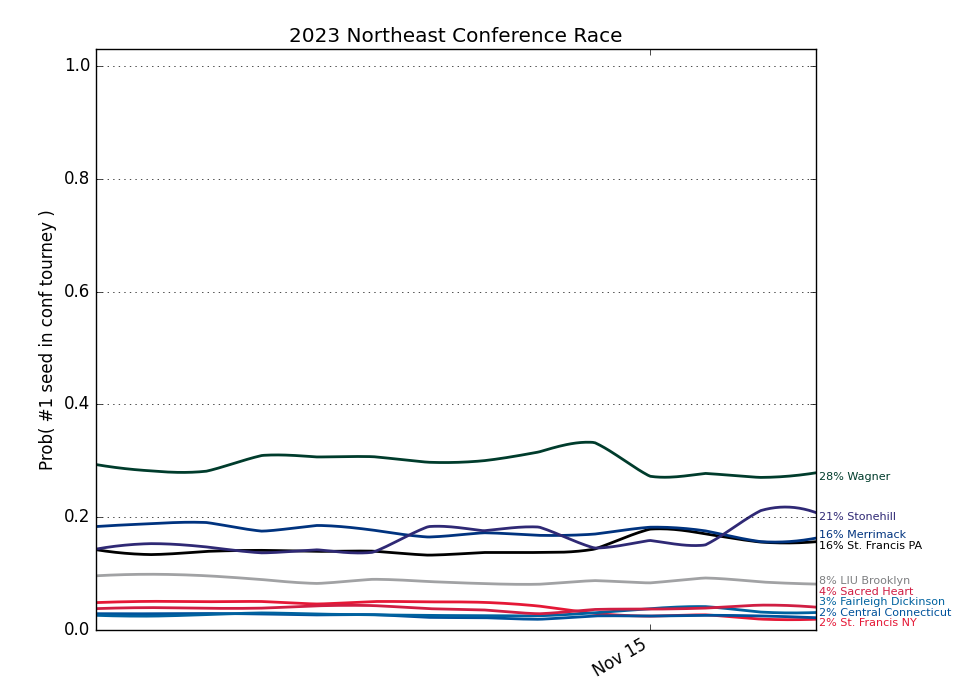 2023 Northeast Conference Race
Prob( #1 seed in conf tourney )
1.0
0.8
0.6
0.4
0.2
0.0
Nov 15
28% Wagner
21% Stonehill
16% Merrimack
16% St. Francis PA
8% LIU Brooklyn
4% Sacred Heart
3% Fairleigh Dickinson
2% Central Connecticut
2% St. Francis NY